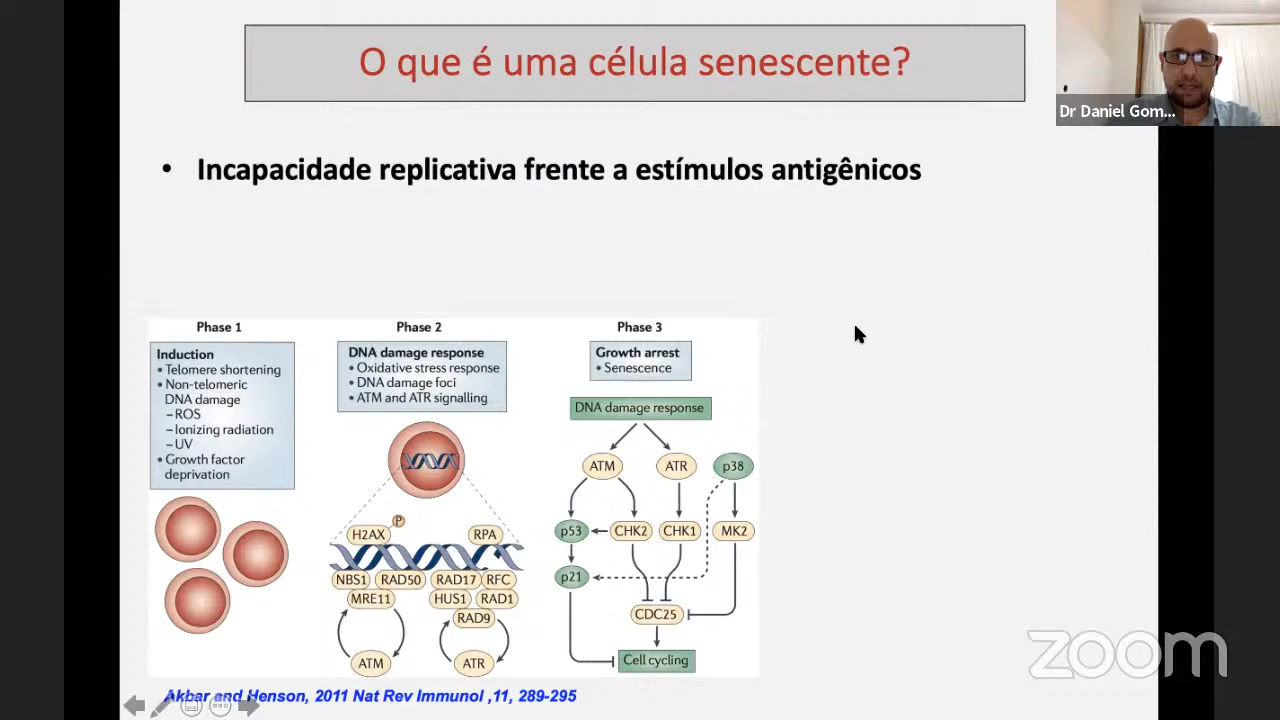 O que é uma célula senescente?
Dr Daniel Gom...
• Incapacidade replicativa frente a estímulos antigênicos
Phase 1
Induction
• Telomere shortening
• Non-telomeric
DNA damage
– ROS
– Ionizing radiation
– UV
• Growth factor
deprivation
Phase 2
DNA damage response
• Oxidative stress response
• DNA damage foci
• ATM and ATR signalling
P
H2AX
RPA
NBS1 RAD50 RAD17 RFC
MRE11 HUS1 RAD1
RAD9
ATM ATR
Phase 3
Growth arrest
• Senescence
DNA damage response
ATM ATR p38
p53 CHK2 CHK1 MK2
p21
CDC25
Cell cycling
Akbar and Henson, 2011 Nat Rev Immunol ,11, 289-295
zoom